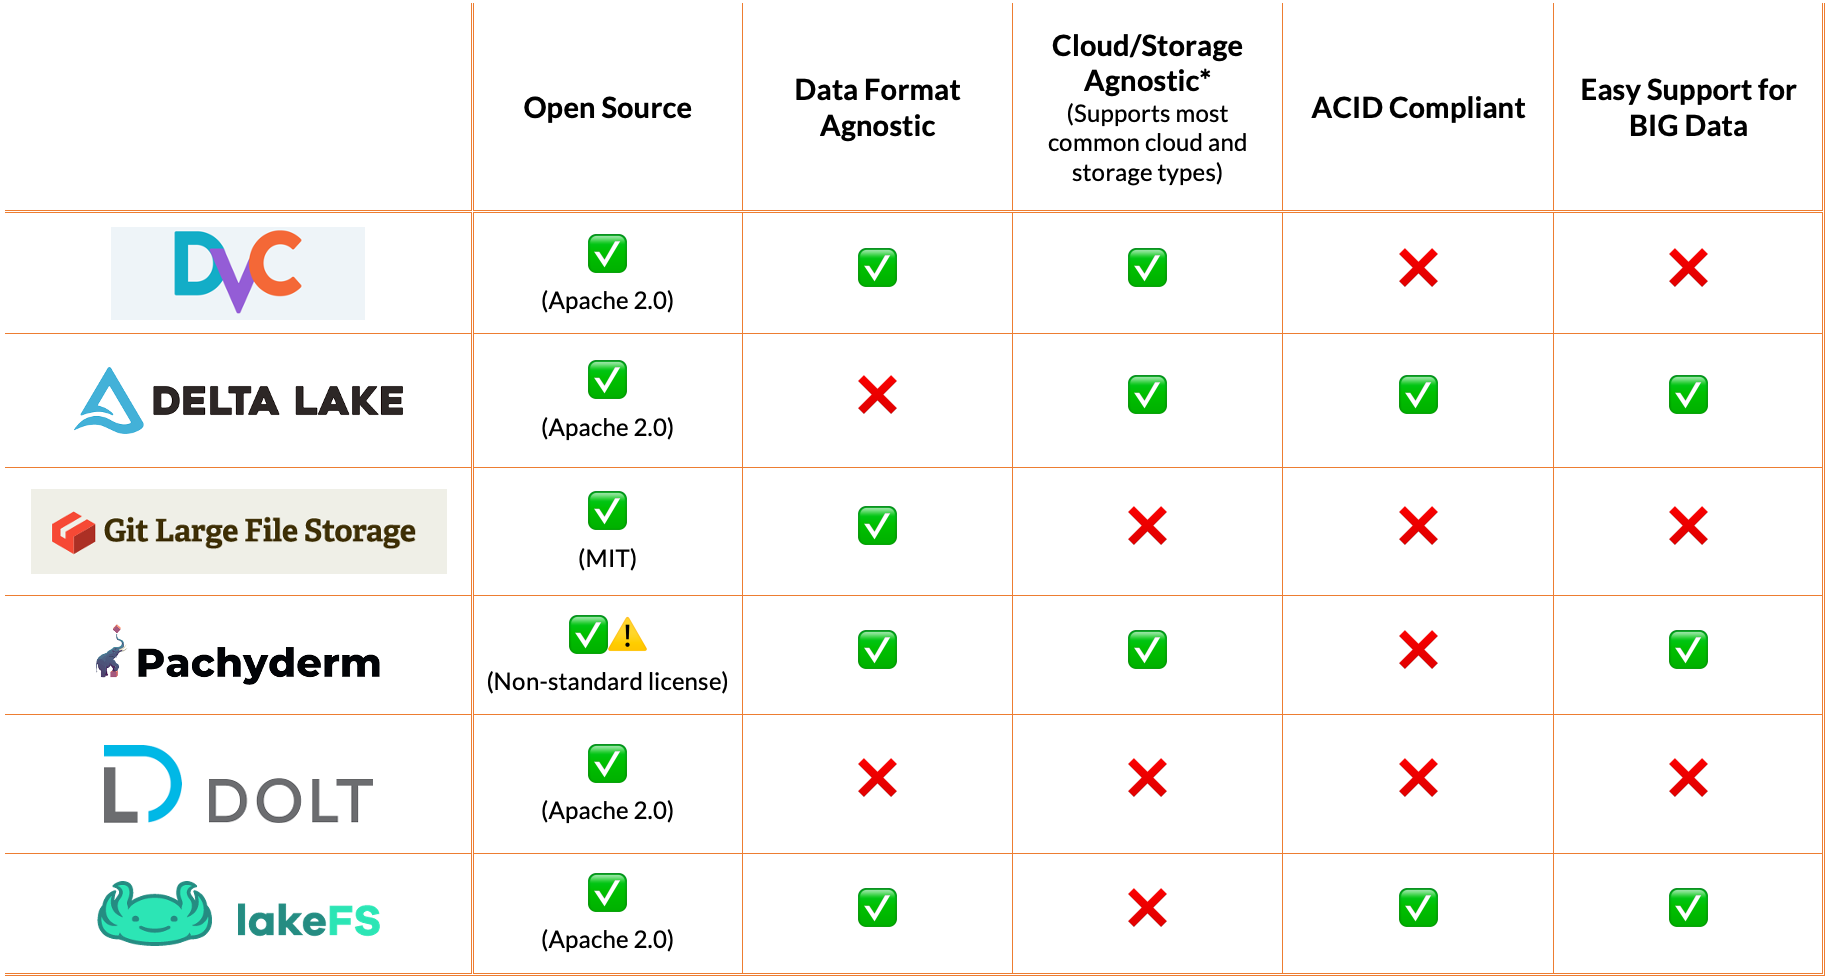 Open Source
Data Format
Agnostic
Cloud/Storage
Agnostic*
(Supports most
common cloud and
storage types)
ACID Compliant
Easy Support for
BIG Data
DVC
(Apache 2.0)
DELTA LAKE
(Apache 2.0)
Git Large File Storage
(MIT)
Pachyderm
(Non-standard license)
DOLT
(Apache 2.0)
lakeFS
(Apache 2.0)